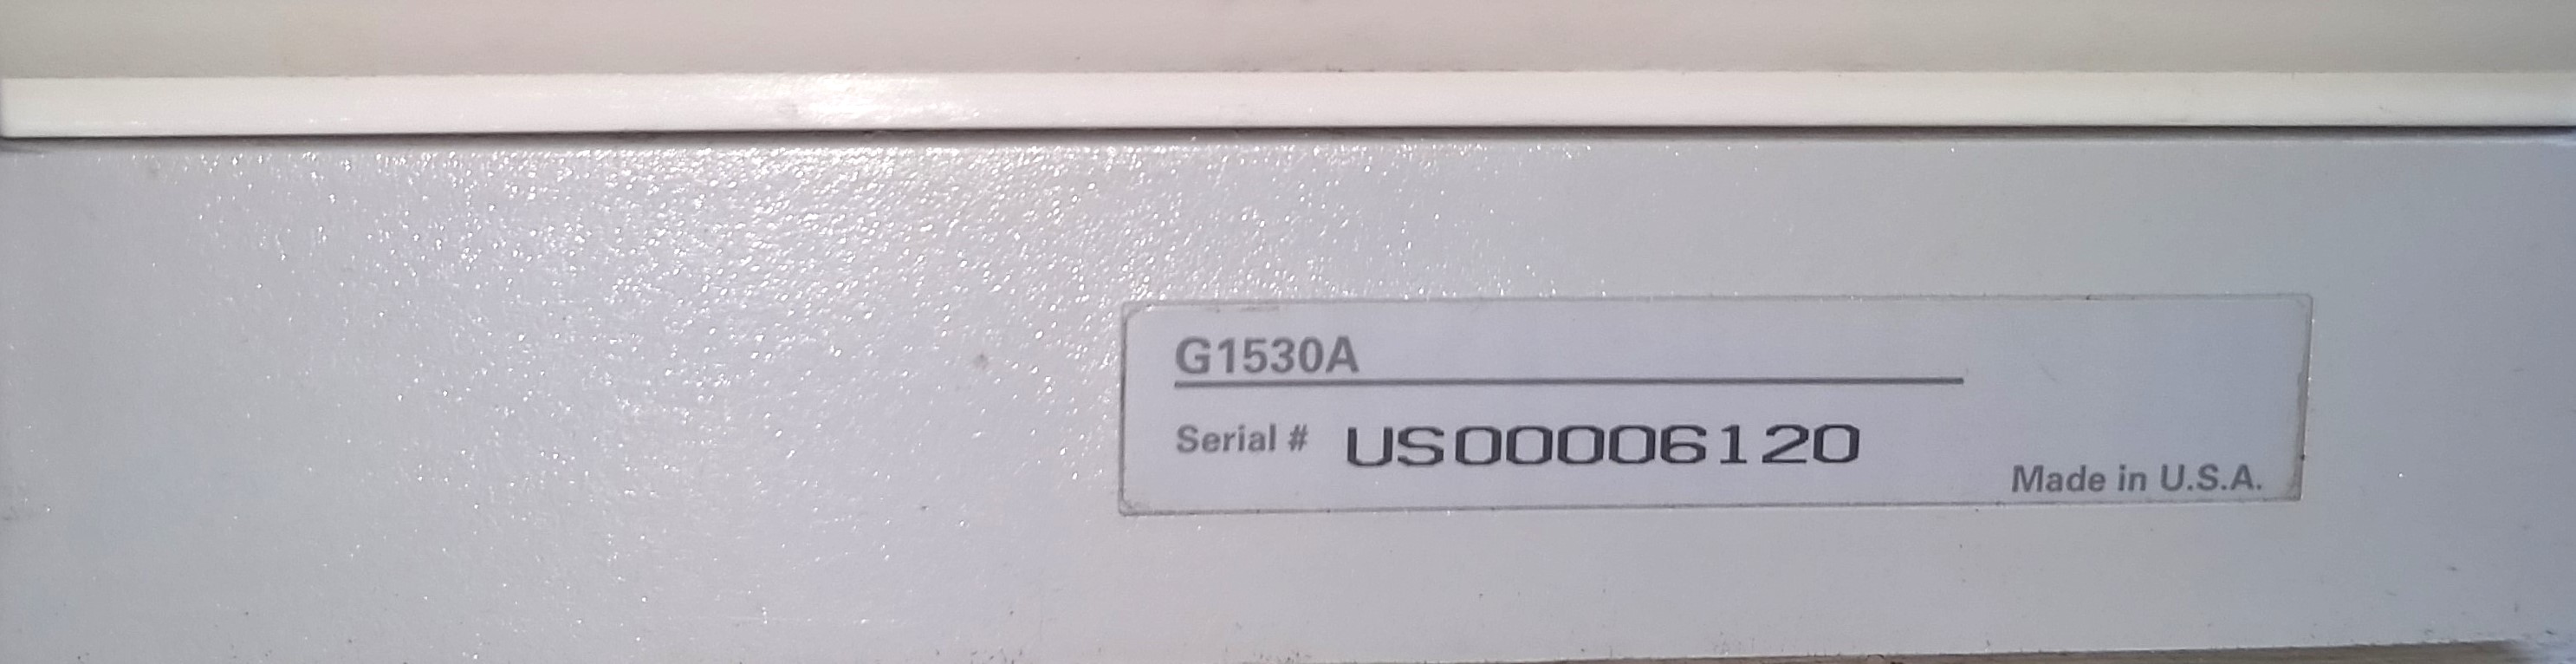 G1530A
Serial # US00006120
Made in U.S.A.